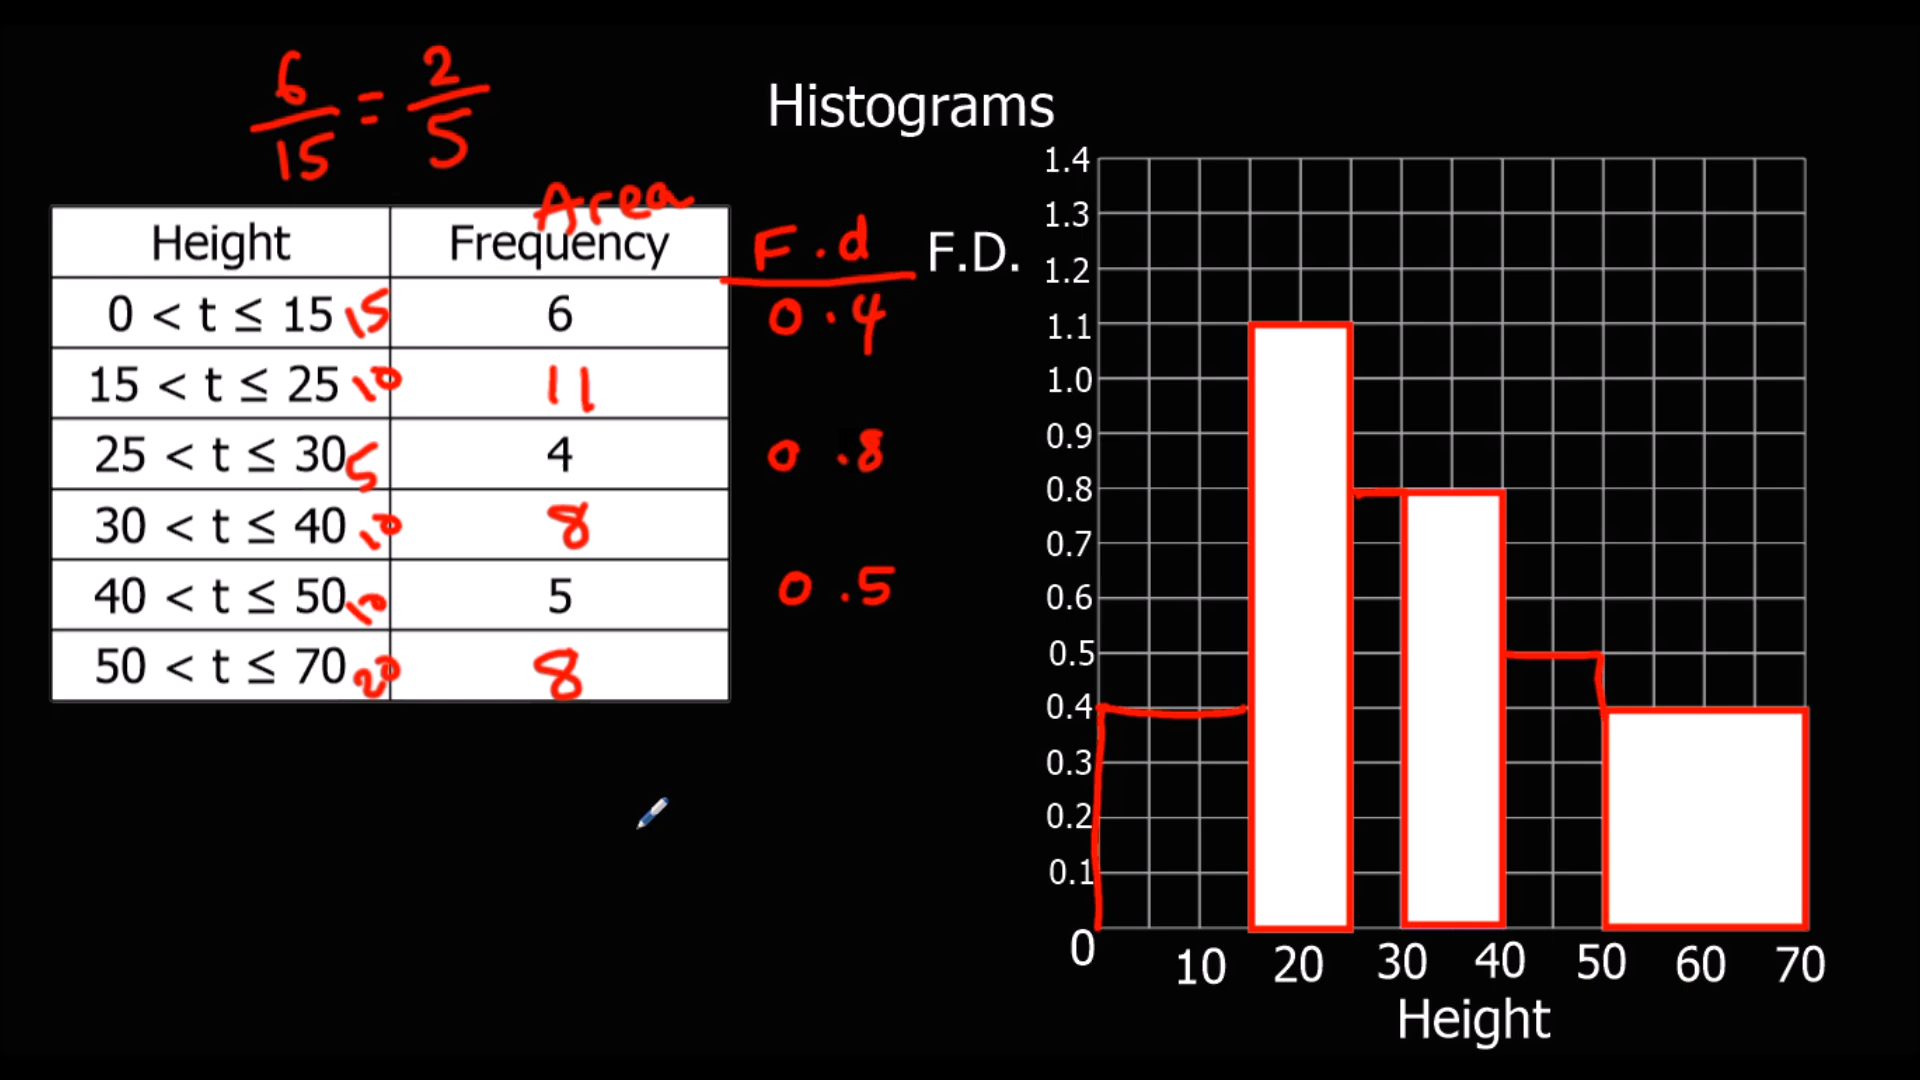 6/15 = 2/5
Histograms
Area
Height Frequency F.d
0 < t ≤ 15 15 6 0.4
15 < t ≤ 25 10 11
25 < t ≤ 30 5 4 0.8
30 < t ≤ 40 10 8
40 < t ≤ 50 10 5 0.5
50 < t ≤ 70 20 8
F.D.
1.4
1.3
1.2
1.1
1.0
0.9
0.8
0.7
0.6
0.5
0.4
0.3
0.2
0.1
0 10 20 30 40 50 60 70
Height